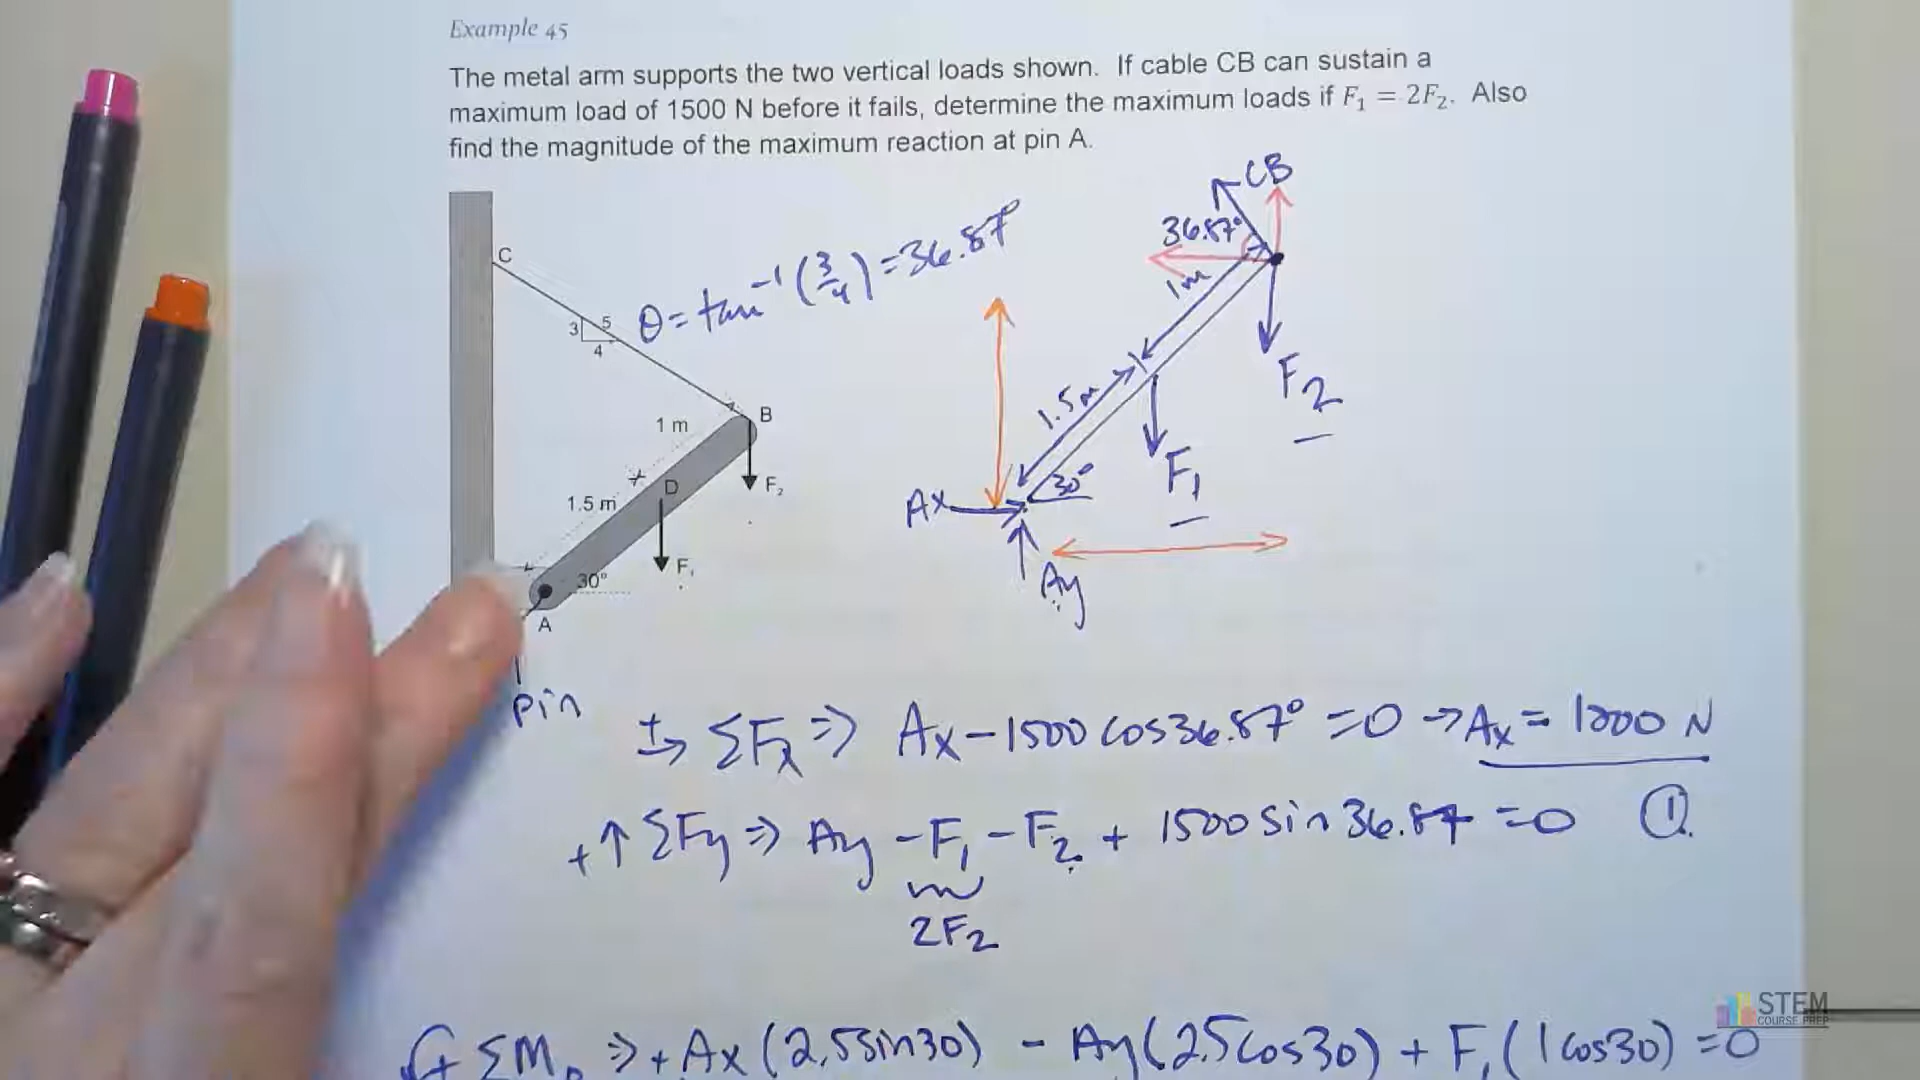 Example 45
The metal arm supports the two vertical loads shown. If cable CB can sustain a
maximum load of 1500 N before it fails, determine the maximum loads if F₁ = 2F₂. Also
find the magnitude of the maximum reaction at pin A.
CB
36.87°
θ = tan⁻¹ (3/4) = 36.87°
C
3 5
4
1 m
1 m
B
F₂
F₂
1.5 m
1.5 m
D
F₁
F₁
Ax
30°
30°
Ay
A
pin
+→ ΣFx ⇒ Ax - 1500 cos 36.87° = 0 → Ax = 1200 N
+↑ ΣFy ⇒ Ay - F₁ - F₂ + 1500 sin 36.87 = 0 ①
2F₂
STEM
COURSE PREP
+ ΣM ⇒ + Ax (2.5 sin30) - Ay (2.5 cos30) + F₁ (1 cos30) = 0